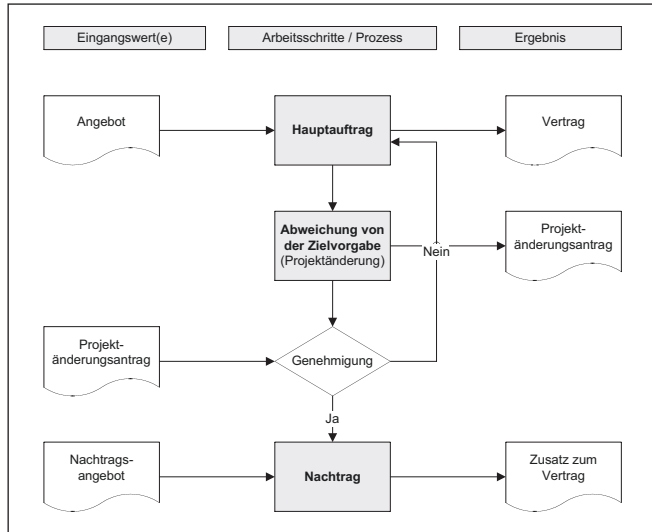 Eingangswert(e)
Arbeitsschritte / Prozess
Ergebnis
Angebot
Hauptauftrag
Vertrag
Abweichung von
der Zielvorgabe
(Projektänderung)
Nein
Projekt-
änderungsantrag
Projekt-
änderungsantrag
Genehmigung
Ja
Nachtrags-
angebot
Nachtrag
Zusatz zum
Vertrag